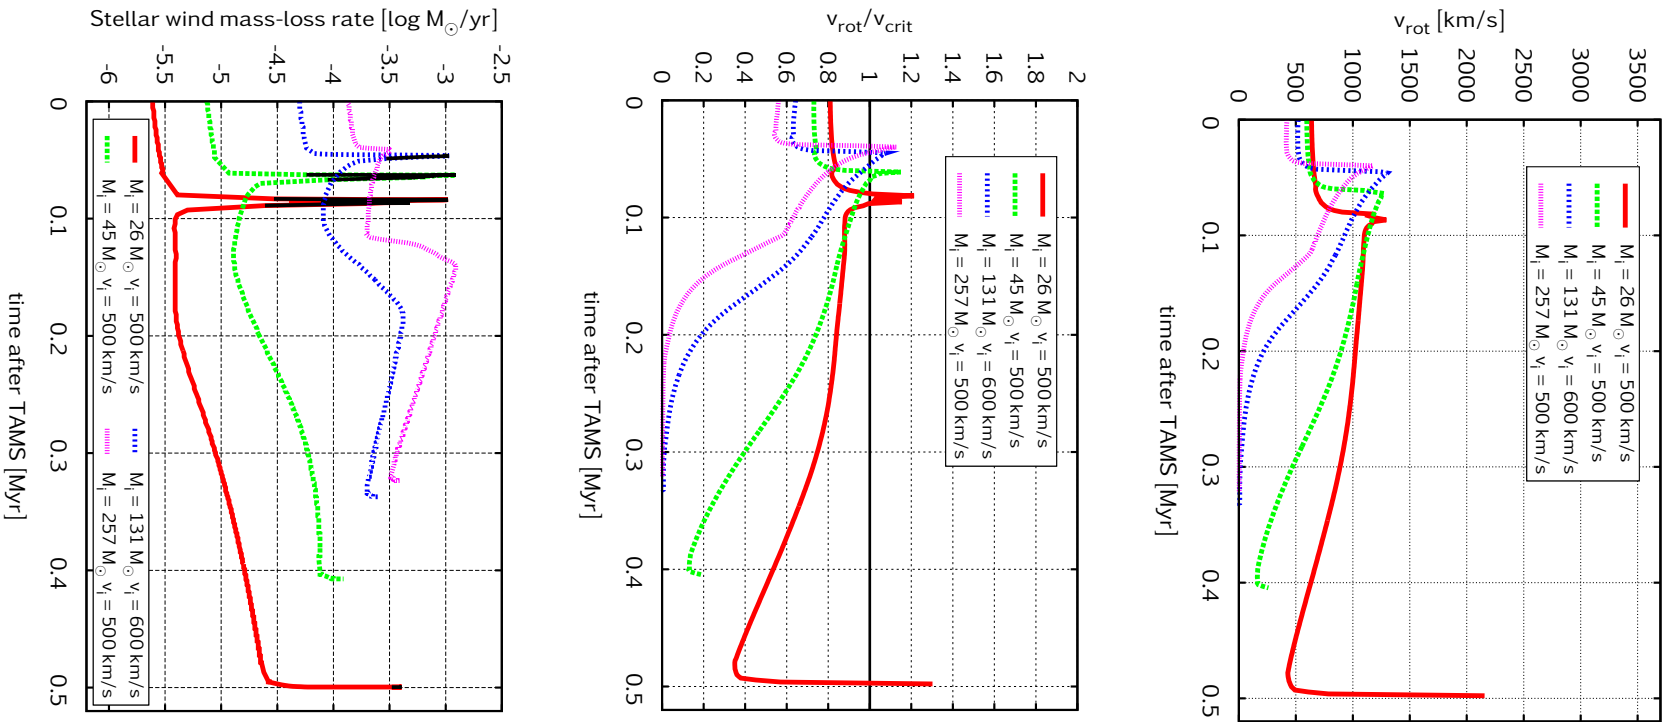 Stellar wind mass-loss rate [log M☉/yr]
-2.5
-3
-3.5
-4
-4.5
-5
-5.5
-6
0
0.1
0.2
0.3
0.4
0.5
time after TAMS [Myr]
Mi = 26 M☉ vi = 500 km/s
Mi = 45 M☉ vi = 500 km/s
Mi = 131 M☉ vi = 600 km/s
Mi = 257 M☉ vi = 500 km/s
vrot/vcrit
2
1.8
1.6
1.4
1.2
1
0.8
0.6
0.4
0.2
0
0
0.1
0.2
0.3
0.4
0.5
time after TAMS [Myr]
Mi = 26 M☉ vi = 500 km/s
Mi = 45 M☉ vi = 500 km/s
Mi = 131 M☉ vi = 600 km/s
Mi = 257 M☉ vi = 500 km/s
vrot [km/s]
3500
3000
2500
2000
1500
1000
500
0
0
0.1
0.2
0.3
0.4
0.5
time after TAMS [Myr]
Mi = 26 M☉ vi = 500 km/s
Mi = 45 M☉ vi = 500 km/s
Mi = 131 M☉ vi = 600 km/s
Mi = 257 M☉ vi = 500 km/s